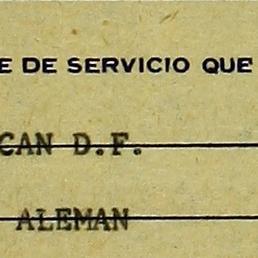 E DE SERVICIO QUE
CAN D.F.
ALEMAN